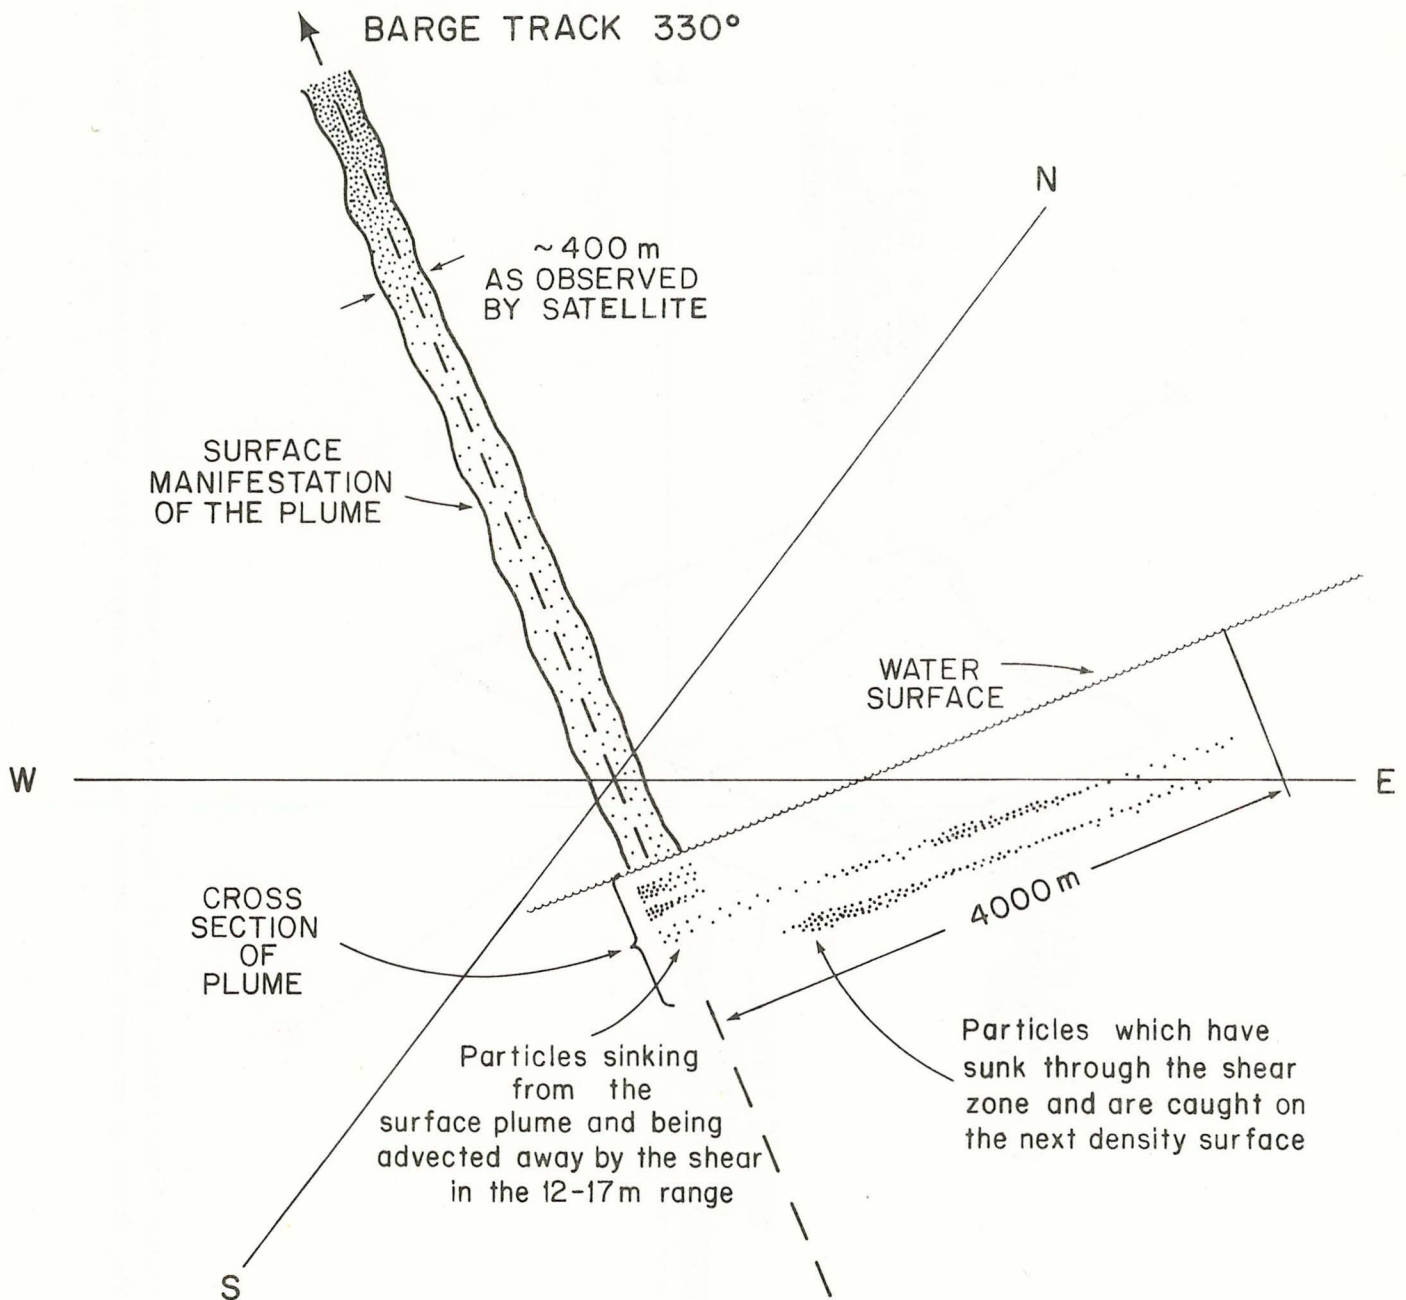 BARGE TRACK 330°
N
~400 m
AS OBSERVED
BY SATELLITE
SURFACE
MANIFESTATION
OF THE PLUME
WATER
SURFACE
W
E
4000 m
CROSS
SECTION
OF
PLUME
Particles sinking
from the
surface plume and being
advected away by the shear
in the 12-17m range
Particles which have
sunk through the shear
zone and are caught on
the next density surface
S